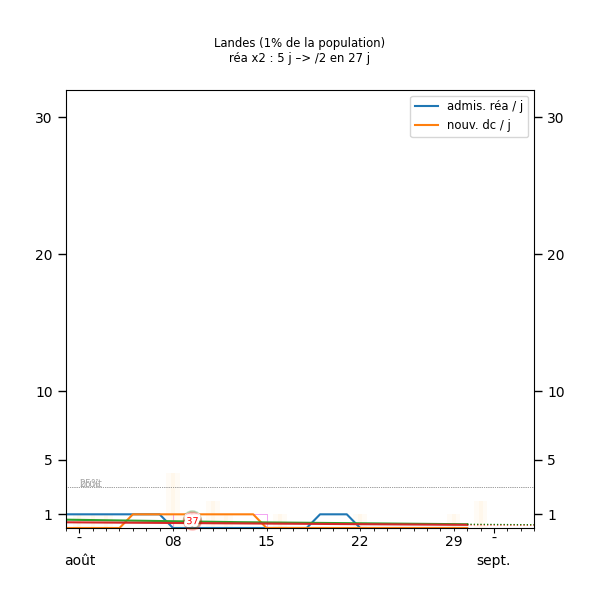 Landes (1% de la population)
réa x2 : 5 j –> /2 en 27 j
admis. réa / j
nouv. dc / j
30 30
20 20
10 10
5 5
1 1
37
- 08 15 22 29 -
août sept.